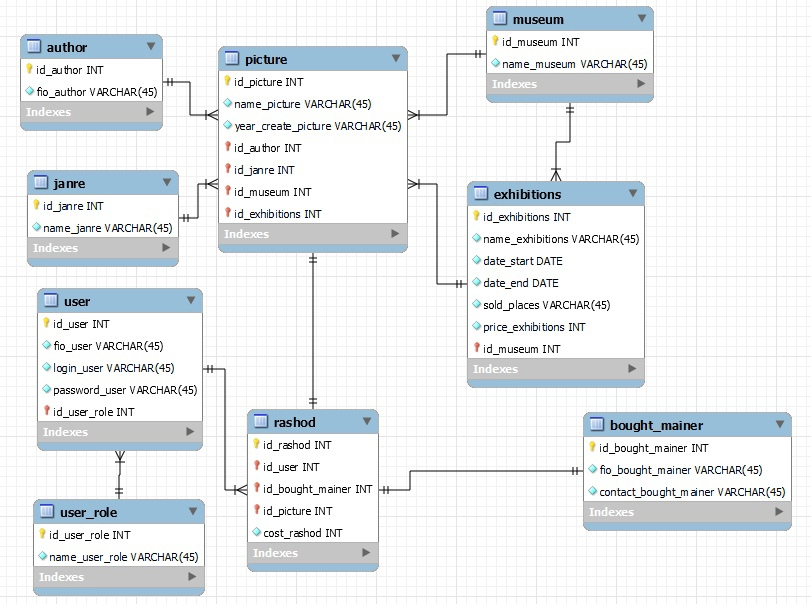 author
id_author INT
fio_author VARCHAR(45)
Indexes
picture
id_picture INT
name_picture VARCHAR(45)
year_create_picture VARCHAR(45)
id_author INT
id_janre INT
id_museum INT
id_exhibitions INT
Indexes
museum
id_museum INT
name_museum VARCHAR(45)
Indexes
janre
id_janre INT
name_janre VARCHAR(45)
Indexes
exhibitions
id_exhibitions INT
name_exhibitions VARCHAR(45)
date_start DATE
date_end DATE
sold_places VARCHAR(45)
price_exhibitions INT
id_museum INT
Indexes
user
id_user INT
fio_user VARCHAR(45)
login_user VARCHAR(45)
password_user VARCHAR(45)
id_user_role INT
Indexes
rashod
id_rashod INT
id_user INT
id_bought_mainer INT
id_picture INT
cost_rashod INT
Indexes
bought_mainer
id_bought_mainer INT
fio_bought_mainer VARCHAR(45)
contact_bought_mainer VARCHAR(45)
Indexes
user_role
id_user_role INT
name_user_role VARCHAR(45)
Indexes